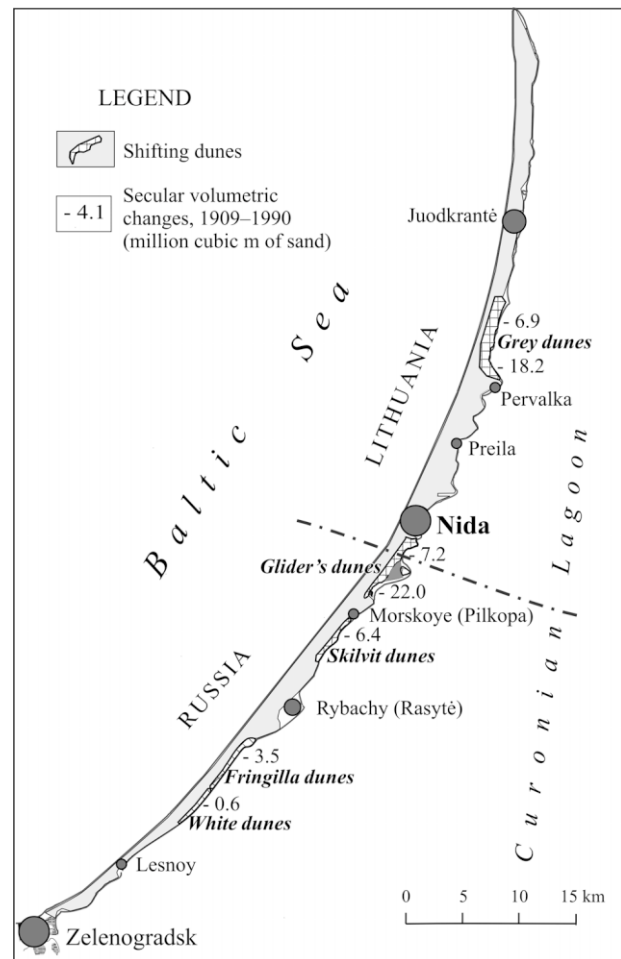 LEGEND
Shifting dunes
- 4.1
Secular volumetric
changes, 1909–1990
(million cubic m of sand)
Baltic Sea
LITHUANIA
RUSSIA
Curonian Lagoon
Juodkrantė
- 6.9
Grey dunes
- 18.2
Pervalka
Preila
Nida
- 7.2
Glider's dunes
- 22.0
Morskoye (Pilkopa)
- 6.4
Skilvit dunes
Rybachy (Rasytė)
- 3.5
Fringilla dunes
- 0.6
White dunes
Lesnoy
Zelenogradsk
0 5 10 15 km